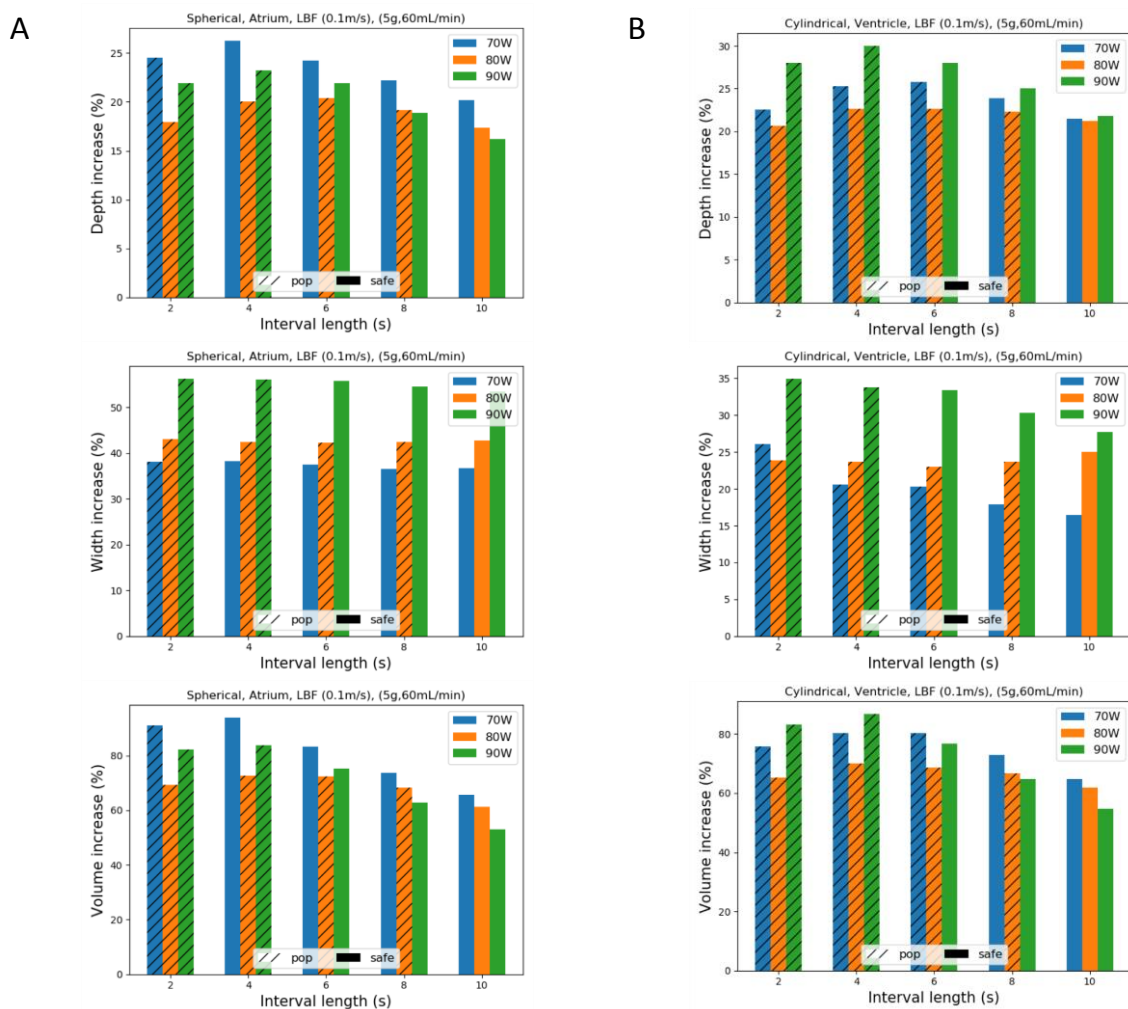 A
Spherical, Atrium, LBF (0.1m/s), (5g,60mL/min)
Depth increase (%)
25
20
15
10
5
0
70W
80W
90W
pop safe
2 4 6 8 10
Interval length (s)
Spherical, Atrium, LBF (0.1m/s), (5g,60mL/min)
Width increase (%)
50
40
30
20
10
0
70W
80W
90W
pop safe
2 4 6 8 10
Interval length (s)
Spherical, Atrium, LBF (0.1m/s), (5g,60mL/min)
Volume increase (%)
80
60
40
20
0
70W
80W
90W
pop safe
2 4 6 8 10
Interval length (s)
B
Cylindrical, Ventricle, LBF (0.1m/s), (5g,60mL/min)
Depth increase (%)
30
25
20
15
10
5
0
70W
80W
90W
pop safe
2 4 6 8 10
Interval length (s)
Cylindrical, Ventricle, LBF (0.1m/s), (5g,60mL/min)
Width increase (%)
35
30
25
20
15
10
5
0
70W
80W
90W
pop safe
2 4 6 8 10
Interval length (s)
Cylindrical, Ventricle, LBF (0.1m/s), (5g,60mL/min)
Volume increase (%)
80
60
40
20
0
70W
80W
90W
pop safe
2 4 6 8 10
Interval length (s)